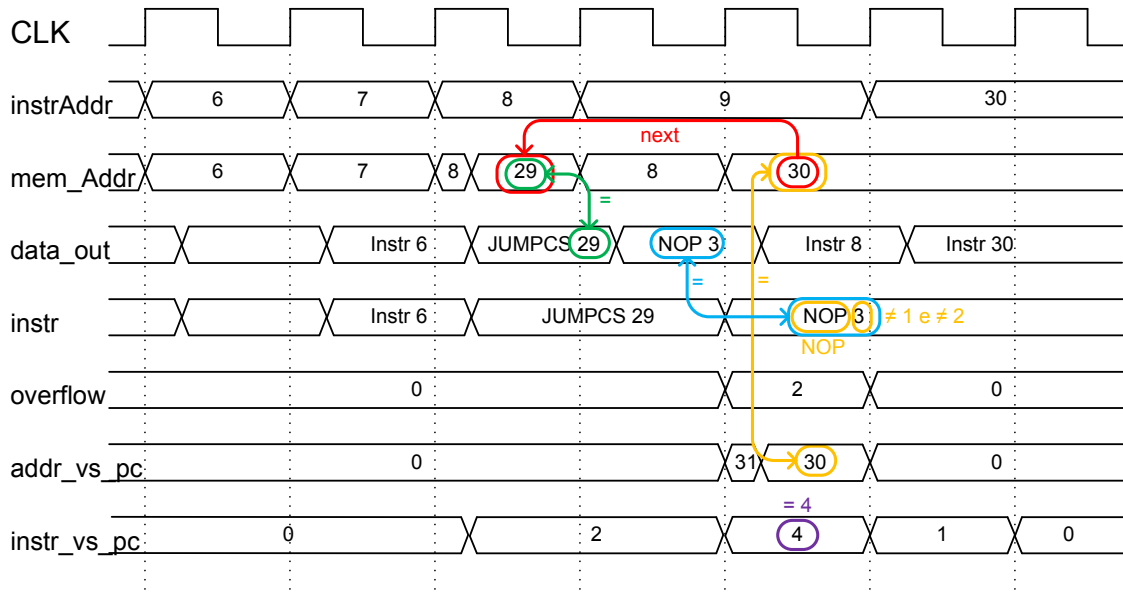 CLK
instrAddr 6 7 8 9 30
next
mem_Addr 6 7 8 29 8 30
=
data_out Instr 6 JUMPCS 29 NOP 3 Instr 8 Instr 30
= =
instr Instr 6 JUMPCS 29 NOP 3 ≠ 1 e ≠ 2
NOP
overflow 0 2 0
addr_vs_pc 0 31 30 0
= 4
instr_vs_pc 0 2 4 1 0